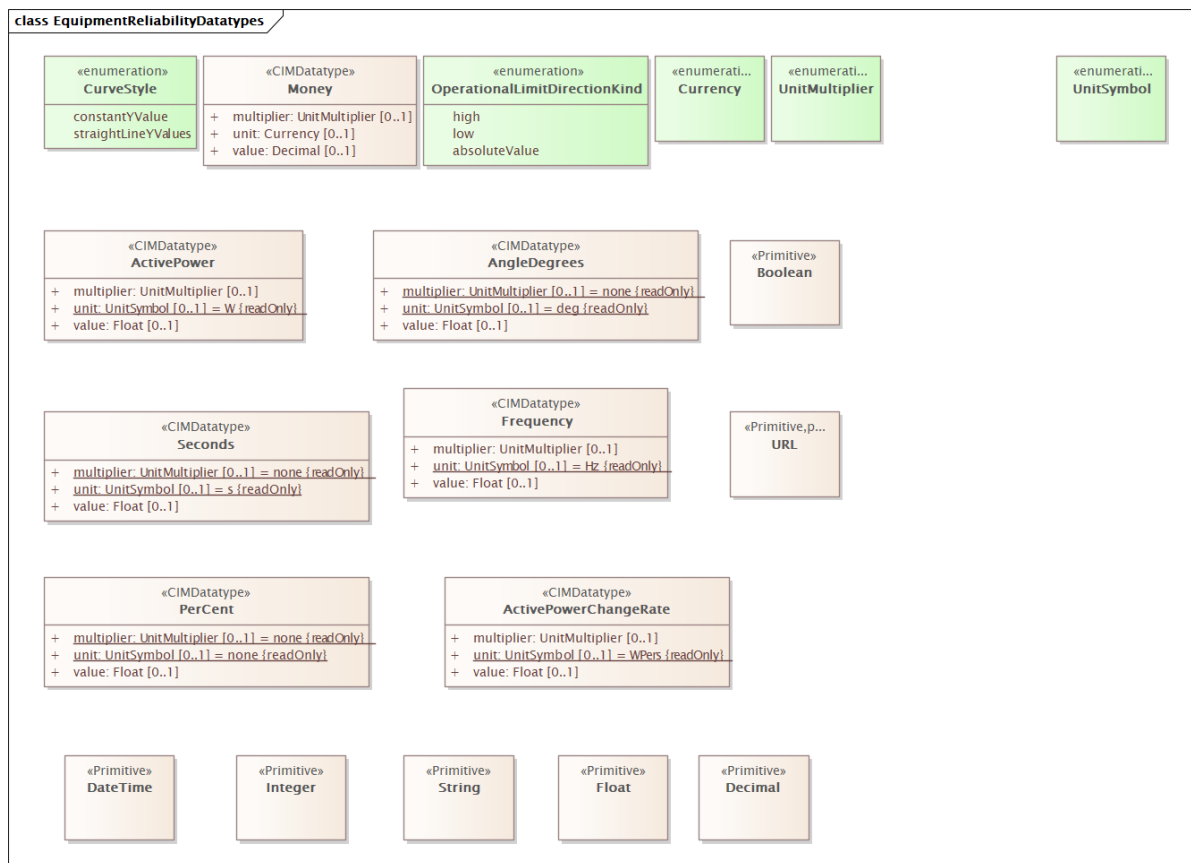 class EquipmentReliabilityDatatypes
«enumeration»
CurveStyle
constantYValue
straightLineYValues
«CIMDatatype»
Money
+ multiplier: UnitMultiplier [0..1]
+ unit: Currency [0..1]
+ value: Decimal [0..1]
«enumeration»
OperationalLimitDirectionKind
high
low
absoluteValue
«enumerati...
Currency
«enumerati...
UnitMultiplier
«enumerati...
UnitSymbol
«CIMDatatype»
ActivePower
+ multiplier: UnitMultiplier [0..1]
+ unit: UnitSymbol [0..1] = W {readOnly}
+ value: Float [0..1]
«CIMDatatype»
AngleDegrees
+ multiplier: UnitMultiplier [0..1] = none {readOnly}
+ unit: UnitSymbol [0..1] = deg {readOnly}
+ value: Float [0..1]
«Primitive»
Boolean
«CIMDatatype»
Seconds
+ multiplier: UnitMultiplier [0..1] = none {readOnly}
+ unit: UnitSymbol [0..1] = s {readOnly}
+ value: Float [0..1]
«CIMDatatype»
Frequency
+ multiplier: UnitMultiplier [0..1]
+ unit: UnitSymbol [0..1] = Hz {readOnly}
+ value: Float [0..1]
«Primitive,p...
URL
«CIMDatatype»
PerCent
+ multiplier: UnitMultiplier [0..1] = none {readOnly}
+ unit: UnitSymbol [0..1] = none {readOnly}
+ value: Float [0..1]
«CIMDatatype»
ActivePowerChangeRate
+ multiplier: UnitMultiplier [0..1]
+ unit: UnitSymbol [0..1] = WPers {readOnly}
+ value: Float [0..1]
«Primitive»
DateTime
«Primitive»
Integer
«Primitive»
String
«Primitive»
Float
«Primitive»
Decimal